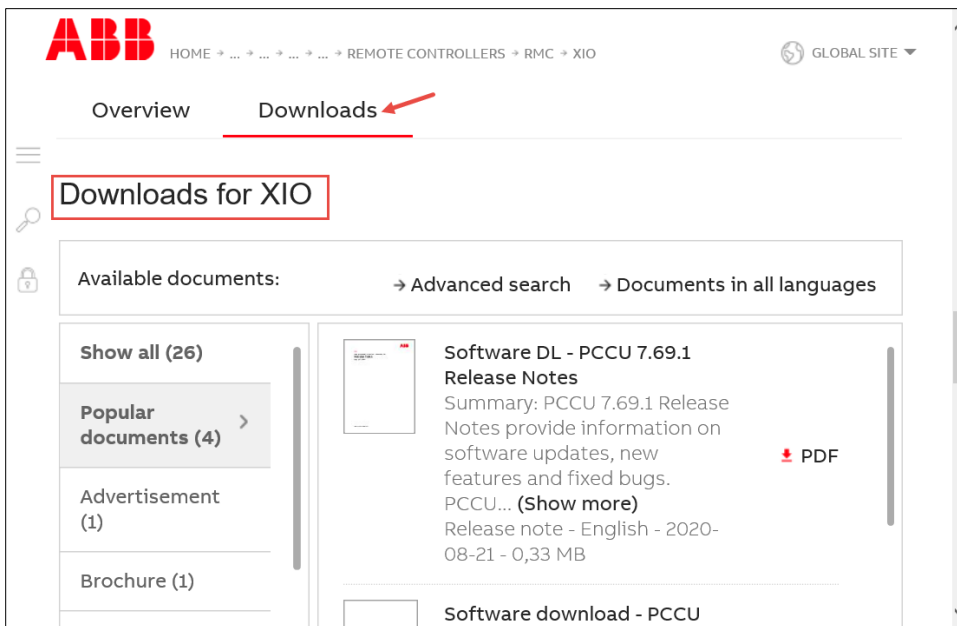 ABB
HOME → ... → ... → ... → ... → REMOTE CONTROLLERS → RMC → XIO
GLOBAL SITE
Overview
Downloads
Downloads for XIO
Available documents:
→ Advanced search
→ Documents in all languages
Show all (26)
Popular
documents (4)
Advertisement
(1)
Brochure (1)
ABB
Software DL - PCCU 7.69.1
Release Notes
Summary: PCCU 7.69.1 Release
Notes provide information on
software updates, new
features and fixed bugs.
PCCU... (Show more)
Release note - English - 2020-
08-21 - 0,33 MB
PDF
Software download - PCCU